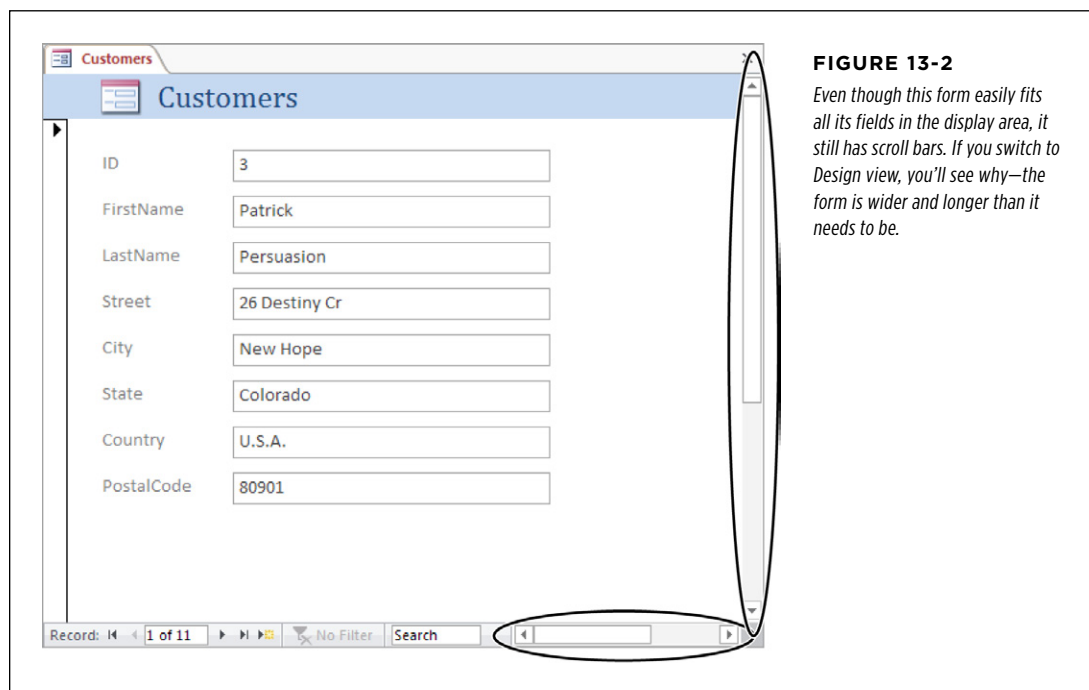 Customers
Customers
ID
3
FirstName
Patrick
LastName
Persuasion
Street
26 Destiny Cr
City
New Hope
State
Colorado
Country
U.S.A.
PostalCode
80901
Record: 1 of 11 No Filter Search
FIGURE 13-2
Even though this form easily fits
all its fields in the display area, it
still has scroll bars. If you switch to
Design view, you’ll see why—the
form is wider and longer than it
needs to be.